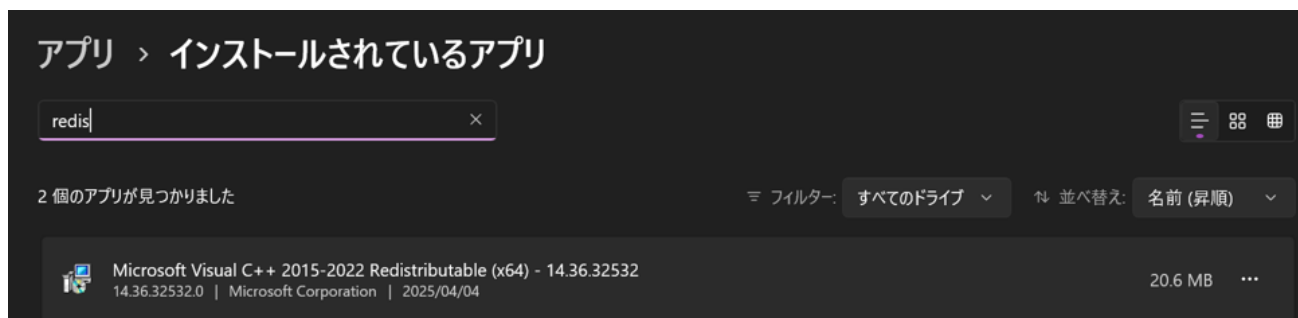 アプリ > インストールされているアプリ
redis
2 個のアプリが見つかりました
フィルター: すべてのドライブ
並べ替え: 名前 (昇順)
Microsoft Visual C++ 2015-2022 Redistributable (x64) - 14.36.32532
20.6 MB
14.36.32532.0 | Microsoft Corporation | 2025/04/04